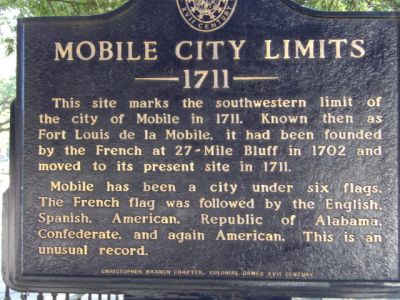 XVII CENTURY
MOBILE CITY LIMITS
1711
This site marks the southwestern limit of
the city of Mobile in 1711. Known then as
Fort Louis de la Mobile, it had been founded
by the French at 27-Mile Bluff in 1702 and
moved to its present site in 1711.
Mobile has been a city under six flags.
The French flag was followed by the English,
Spanish, American, Republic of Alabama,
Confederate, and again American. This is an
unusual record.
CHRISTOPHER BRANCH CHAPTER, COLONIAL DAMES XVII CENTURY